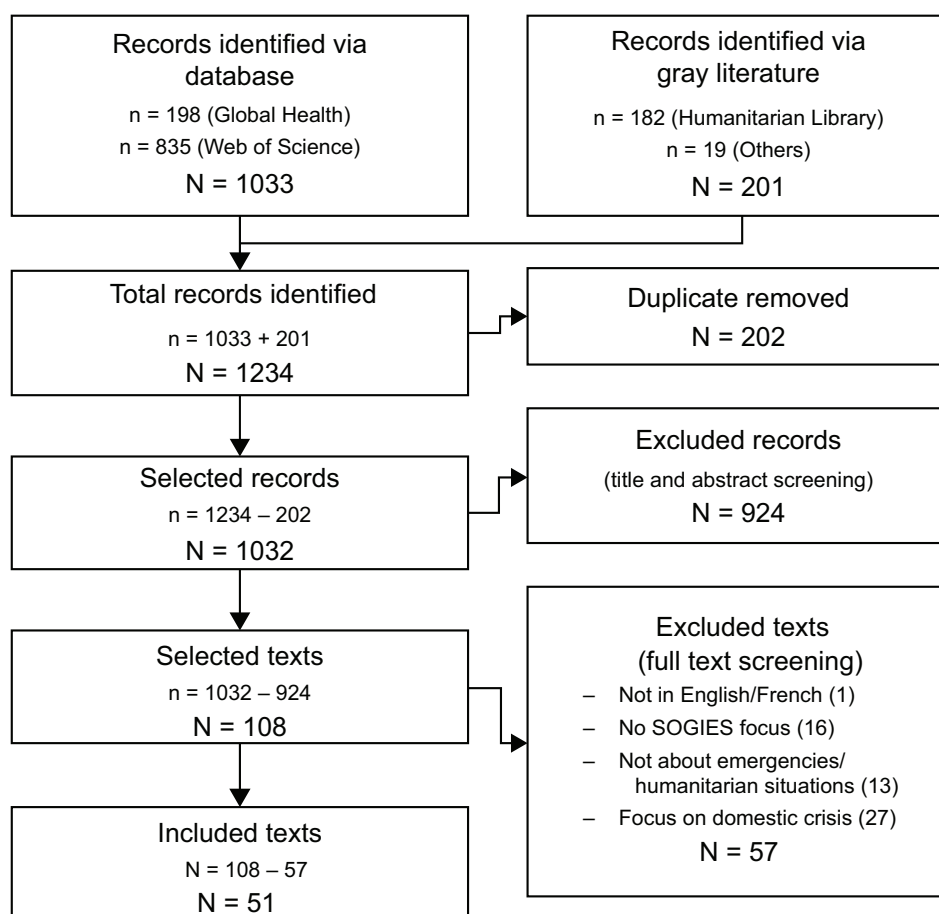 Records identified via
database
n = 198 (Global Health)
n = 835 (Web of Science)
N = 1033
Records identified via
gray literature
n = 182 (Humanitarian Library)
n = 19 (Others)
N = 201
Total records identified
n = 1033 + 201
N = 1234
Duplicate removed
N = 202
Selected records
n = 1234 – 202
N = 1032
Excluded records
(title and abstract screening)
N = 924
Selected texts
n = 1032 – 924
N = 108
Excluded texts
(full text screening)
– Not in English/French (1)
– No SOGIES focus (16)
– Not about emergencies/
humanitarian situations (13)
– Focus on domestic crisis (27)
N = 57
Included texts
N = 108 – 57
N = 51